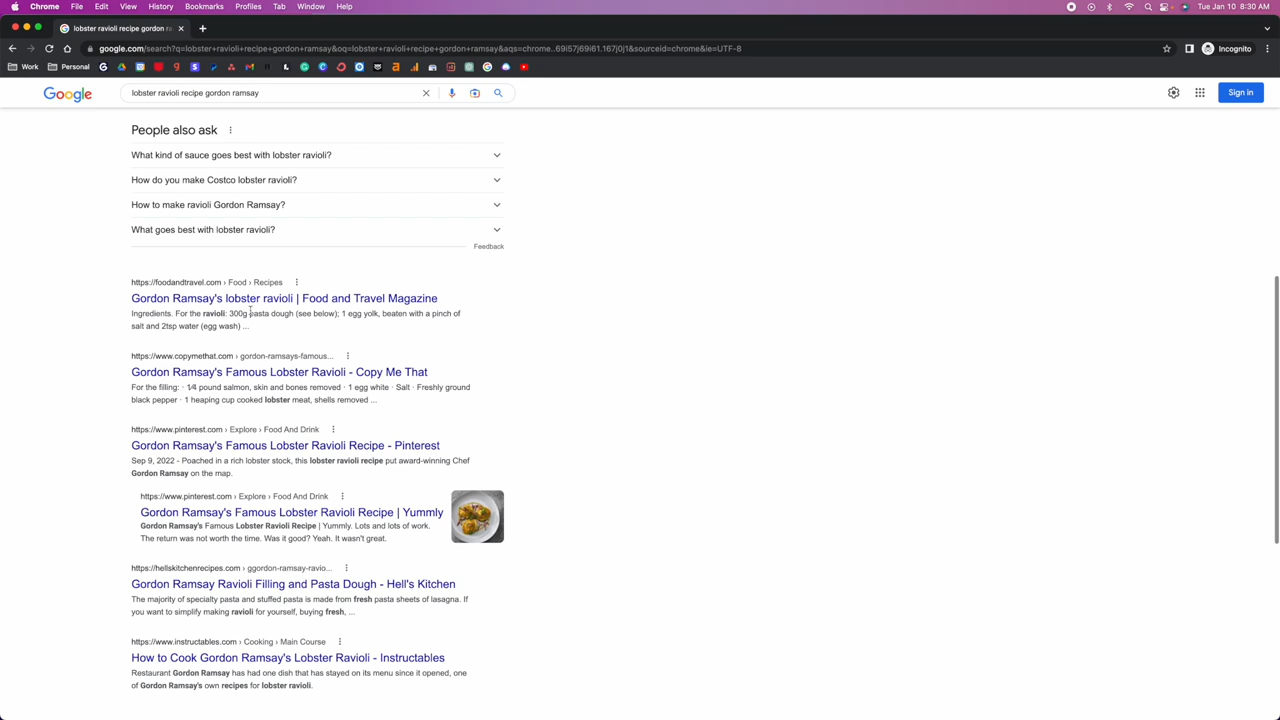 Chrome File Edit View History Bookmarks Profiles Tab Window Help
Tue Jan 10 8:30 AM
lobster ravioli recipe gordon ra
google.com/search?q=lobster+ravioli+recipe+gordon+ramsay&oq=lobster+ravioli+recipe+gordon+ramsay&aqs=chrome..69i57j69i61.167j0j1&sourceid=chrome&ie=UTF-8
Incognito
Work Personal
Google
lobster ravioli recipe gordon ramsay
Sign in
People also ask
What kind of sauce goes best with lobster ravioli?
How do you make Costco lobster ravioli?
How to make ravioli Gordon Ramsay?
What goes best with lobster ravioli?
Feedback
https://foodandtravel.com › Food › Recipes
Gordon Ramsay's lobster ravioli | Food and Travel Magazine
Ingredients. For the ravioli: 300g pasta dough (see below); 1 egg yolk, beaten with a pinch of
salt and 2tsp water (egg wash) ...
https://www.copymethat.com › gordon-ramsays-famous...
Gordon Ramsay's Famous Lobster Ravioli - Copy Me That
For the filling: · 1⁄4 pound salmon, skin and bones removed · 1 egg white · Salt · Freshly ground
black pepper · 1 heaping cup cooked lobster meat, shells removed ...
https://www.pinterest.com › Explore › Food And Drink
Gordon Ramsay's Famous Lobster Ravioli Recipe - Pinterest
Sep 9, 2022 - Poached in a rich lobster stock, this lobster ravioli recipe put award-winning Chef
Gordon Ramsay on the map.
https://www.pinterest.com › Explore › Food And Drink
Gordon Ramsay's Famous Lobster Ravioli Recipe | Yummly
Gordon Ramsay's Famous Lobster Ravioli Recipe | Yummly. Lots and lots of work.
The return was not worth the time. Was it good? Yeah. It wasn't great.
https://hellskitchenrecipes.com › ggordon-ramsay-ravio...
Gordon Ramsay Ravioli Filling and Pasta Dough - Hell's Kitchen
The majority of specialty pasta and stuffed pasta is made from fresh pasta sheets of lasagna. If
you want to simplify making ravioli for yourself, buying fresh, ...
https://www.instructables.com › Cooking › Main Course
How to Cook Gordon Ramsay's Lobster Ravioli - Instructables
Restaurant Gordon Ramsay has had one dish that has stayed on its menu since it opened, one
of Gordon Ramsay's own recipes for lobster ravioli.